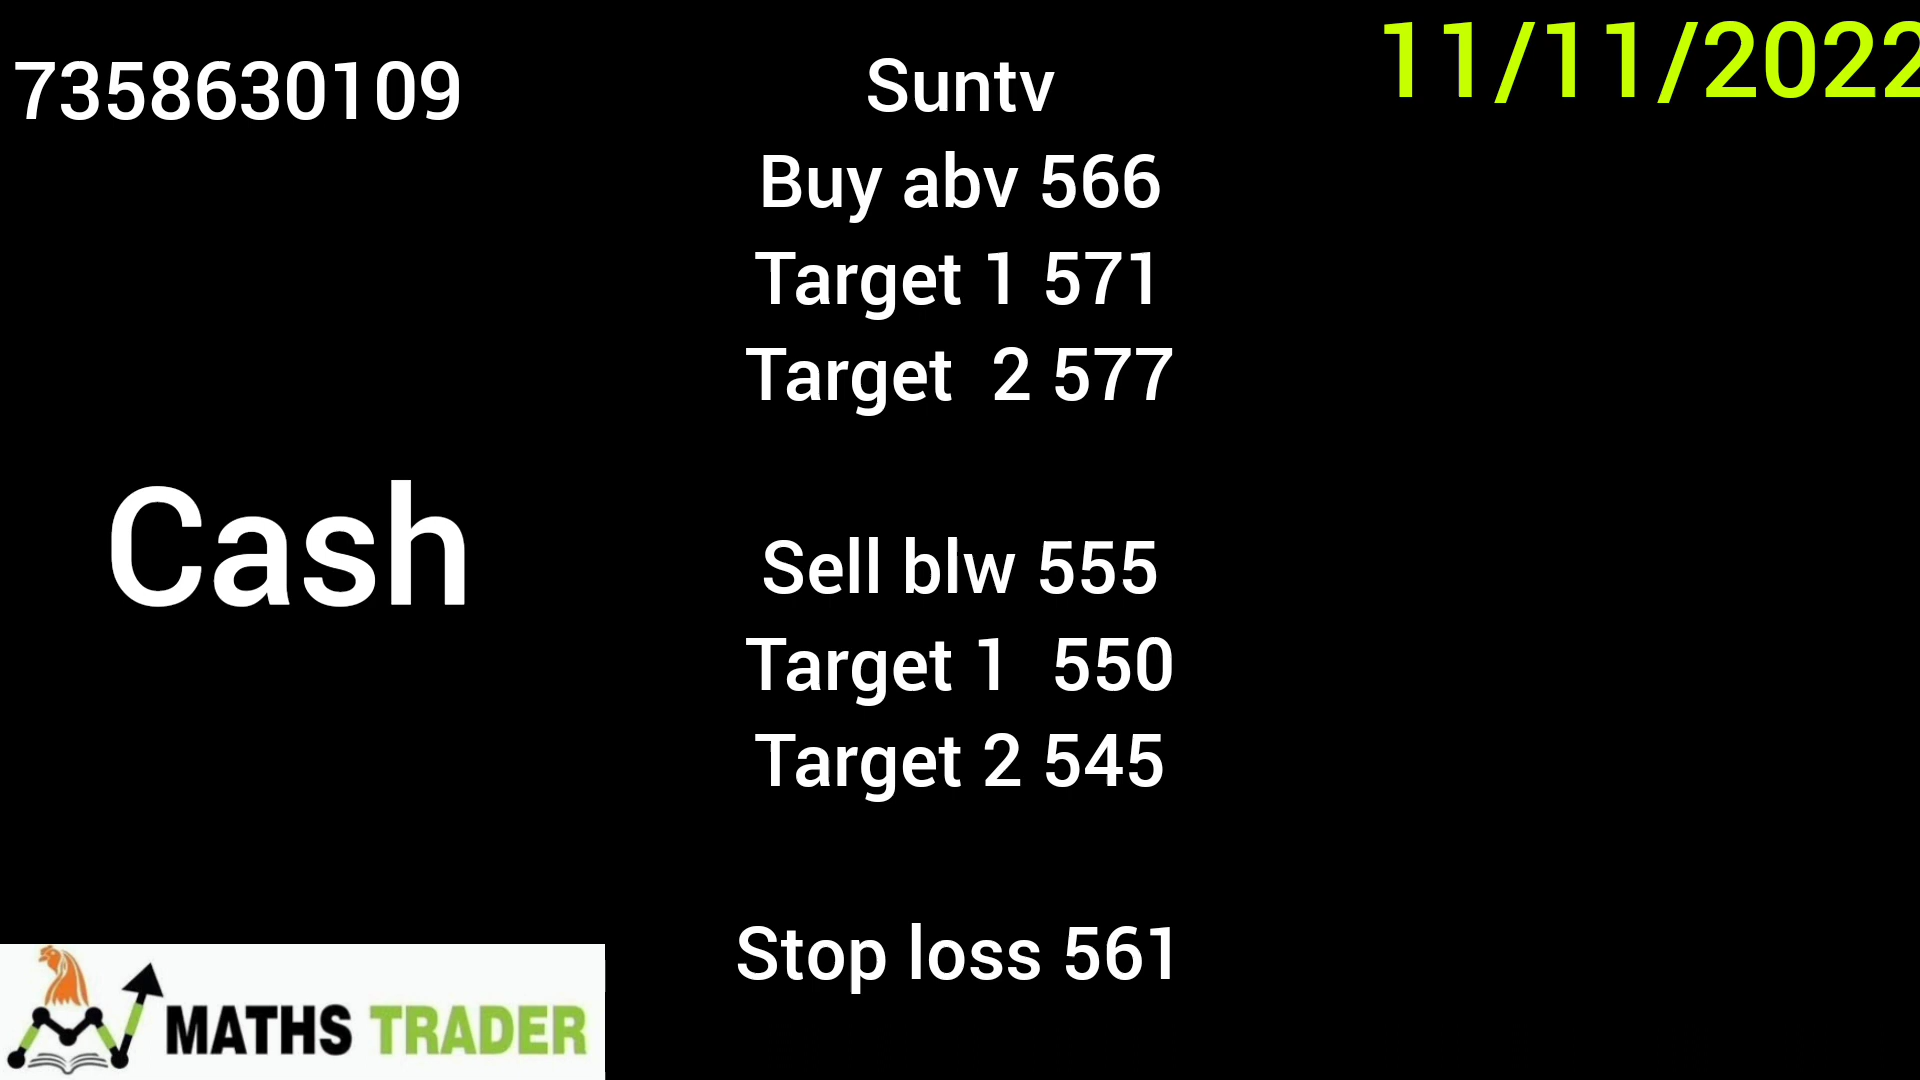 7358630109
11/11/2022
Suntv
Buy abv 566
Target 1 571
Target  2 577
Cash
Sell blw 555
Target 1  550
Target 2 545
Stop loss 561
MATHS TRADER